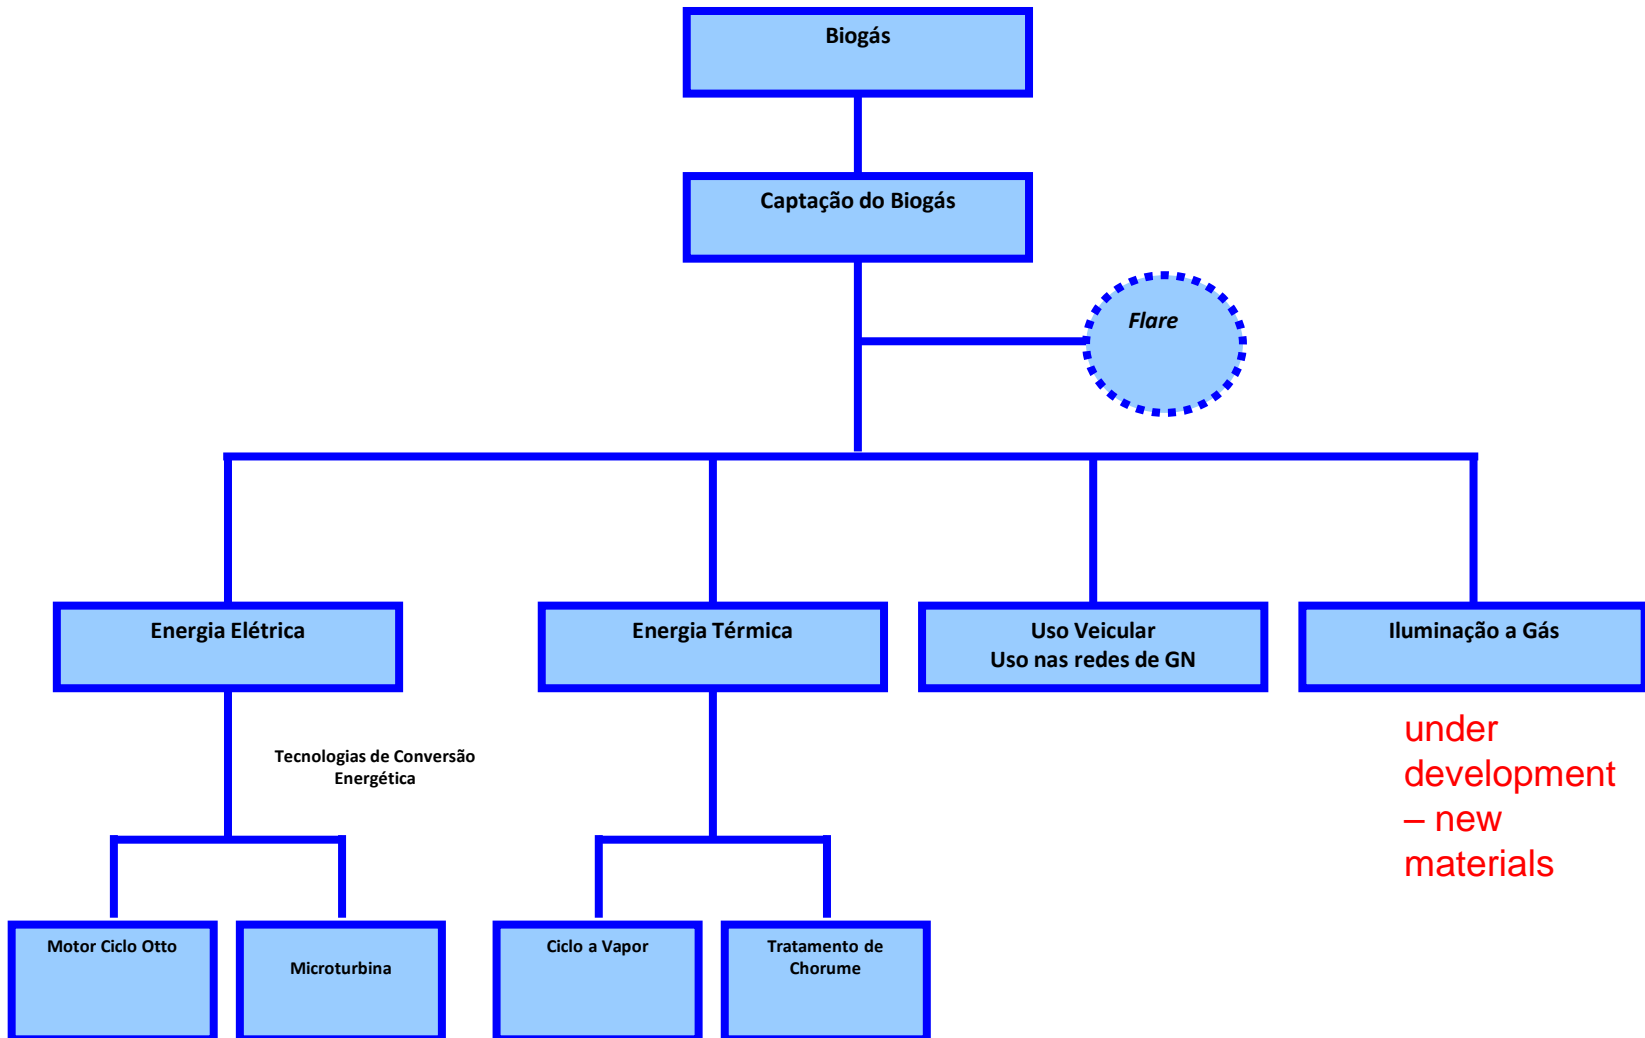 Biogás
Captação do Biogás
Flare
Energia Elétrica
Energia Térmica
Uso Veicular
Uso nas redes de GN
Iluminação a Gás
under
development
– new
materials
Tecnologias de Conversão
Energética
Motor Ciclo Otto
Microturbina
Ciclo a Vapor
Tratamento de
Chorume